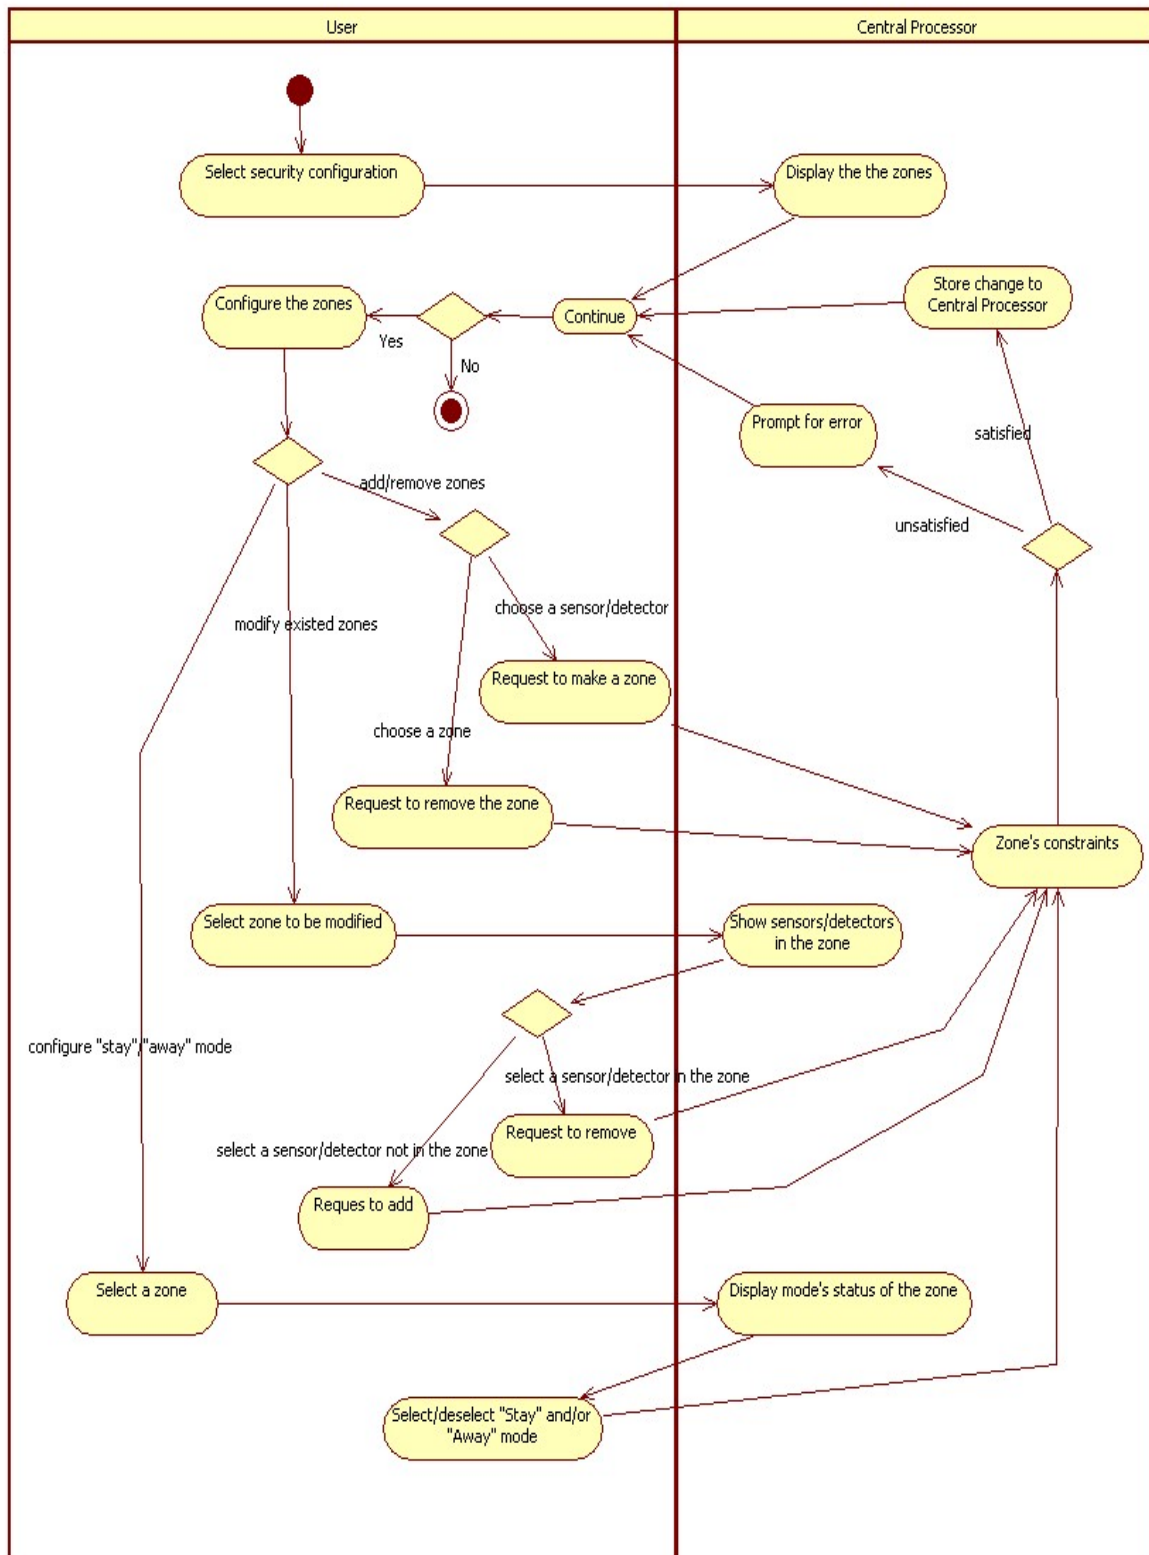 User
Central Processor
Select security configuration
Display the the zones
Configure the zones
Continue
Store change to
Central Processor
Yes
No
Prompt for error
satisfied
add/remove zones
unsatisfied
choose a sensor/detector
modify existed zones
Request to make a zone
choose a zone
Request to remove the zone
Zone's constraints
Select zone to be modified
Show sensors/detectors
in the zone
configure "stay"/"away" mode
select a sensor/detector in the zone
Request to remove
select a sensor/detector not in the zone
Reques to add
Select a zone
Display mode's status of the zone
Select/deselect "Stay" and/or
"Away" mode